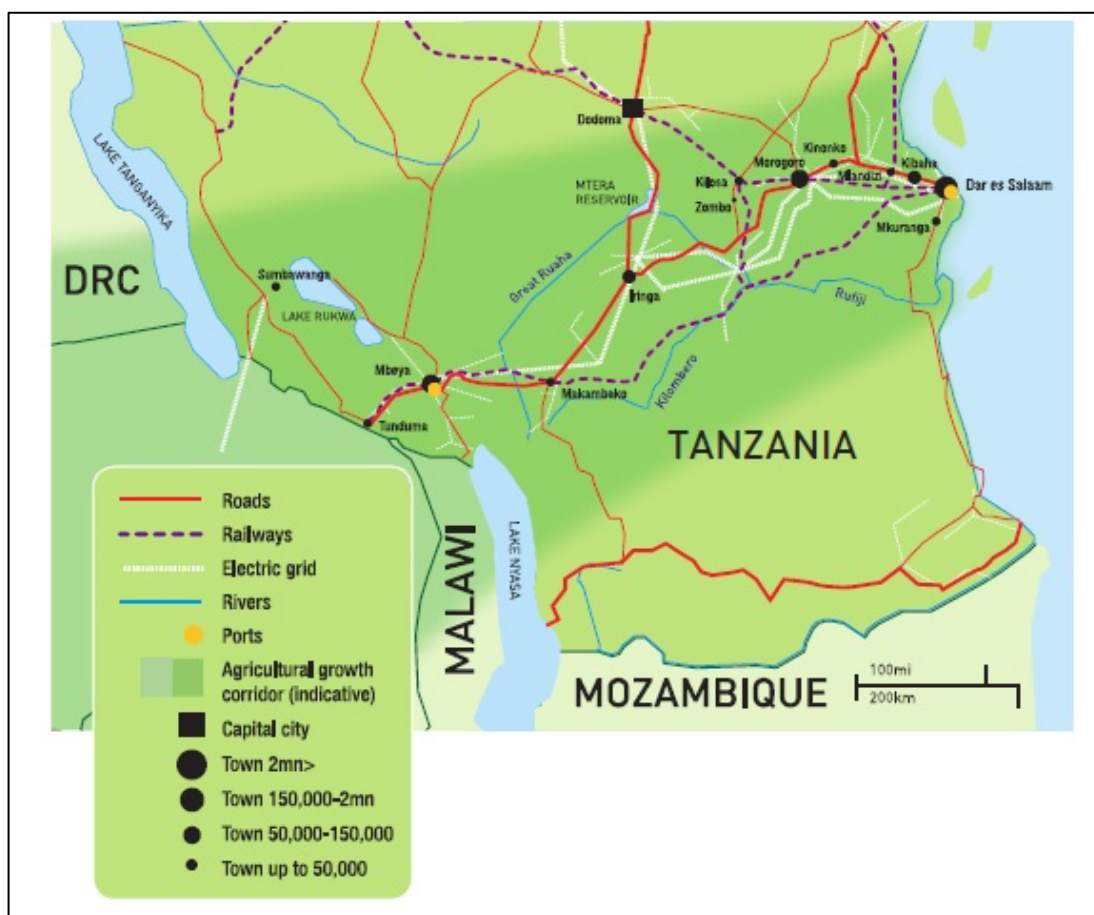 Dodoma
Kinonko
Morogoro
Kibaha
Mlandizi
Dar es Salaam
Kilosa
Zombo
Mkuranga
MTERA
RESERVOIR
LAKE TANGANYIKA
DRC
Sumbawanga
LAKE RUKWA
Great Ruaha
Iringa
Rufiji
Mbeya
Makambako
Kilombero
Tunduma
TANZANIA
MALAWI
LAKE NYASA
MOZAMBIQUE
100mi
200km
Roads
Railways
Electric grid
Rivers
Ports
Agricultural growth
corridor (indicative)
Capital city
Town 2mn>
Town 150,000-2mn
Town 50,000-150,000
Town up to 50,000